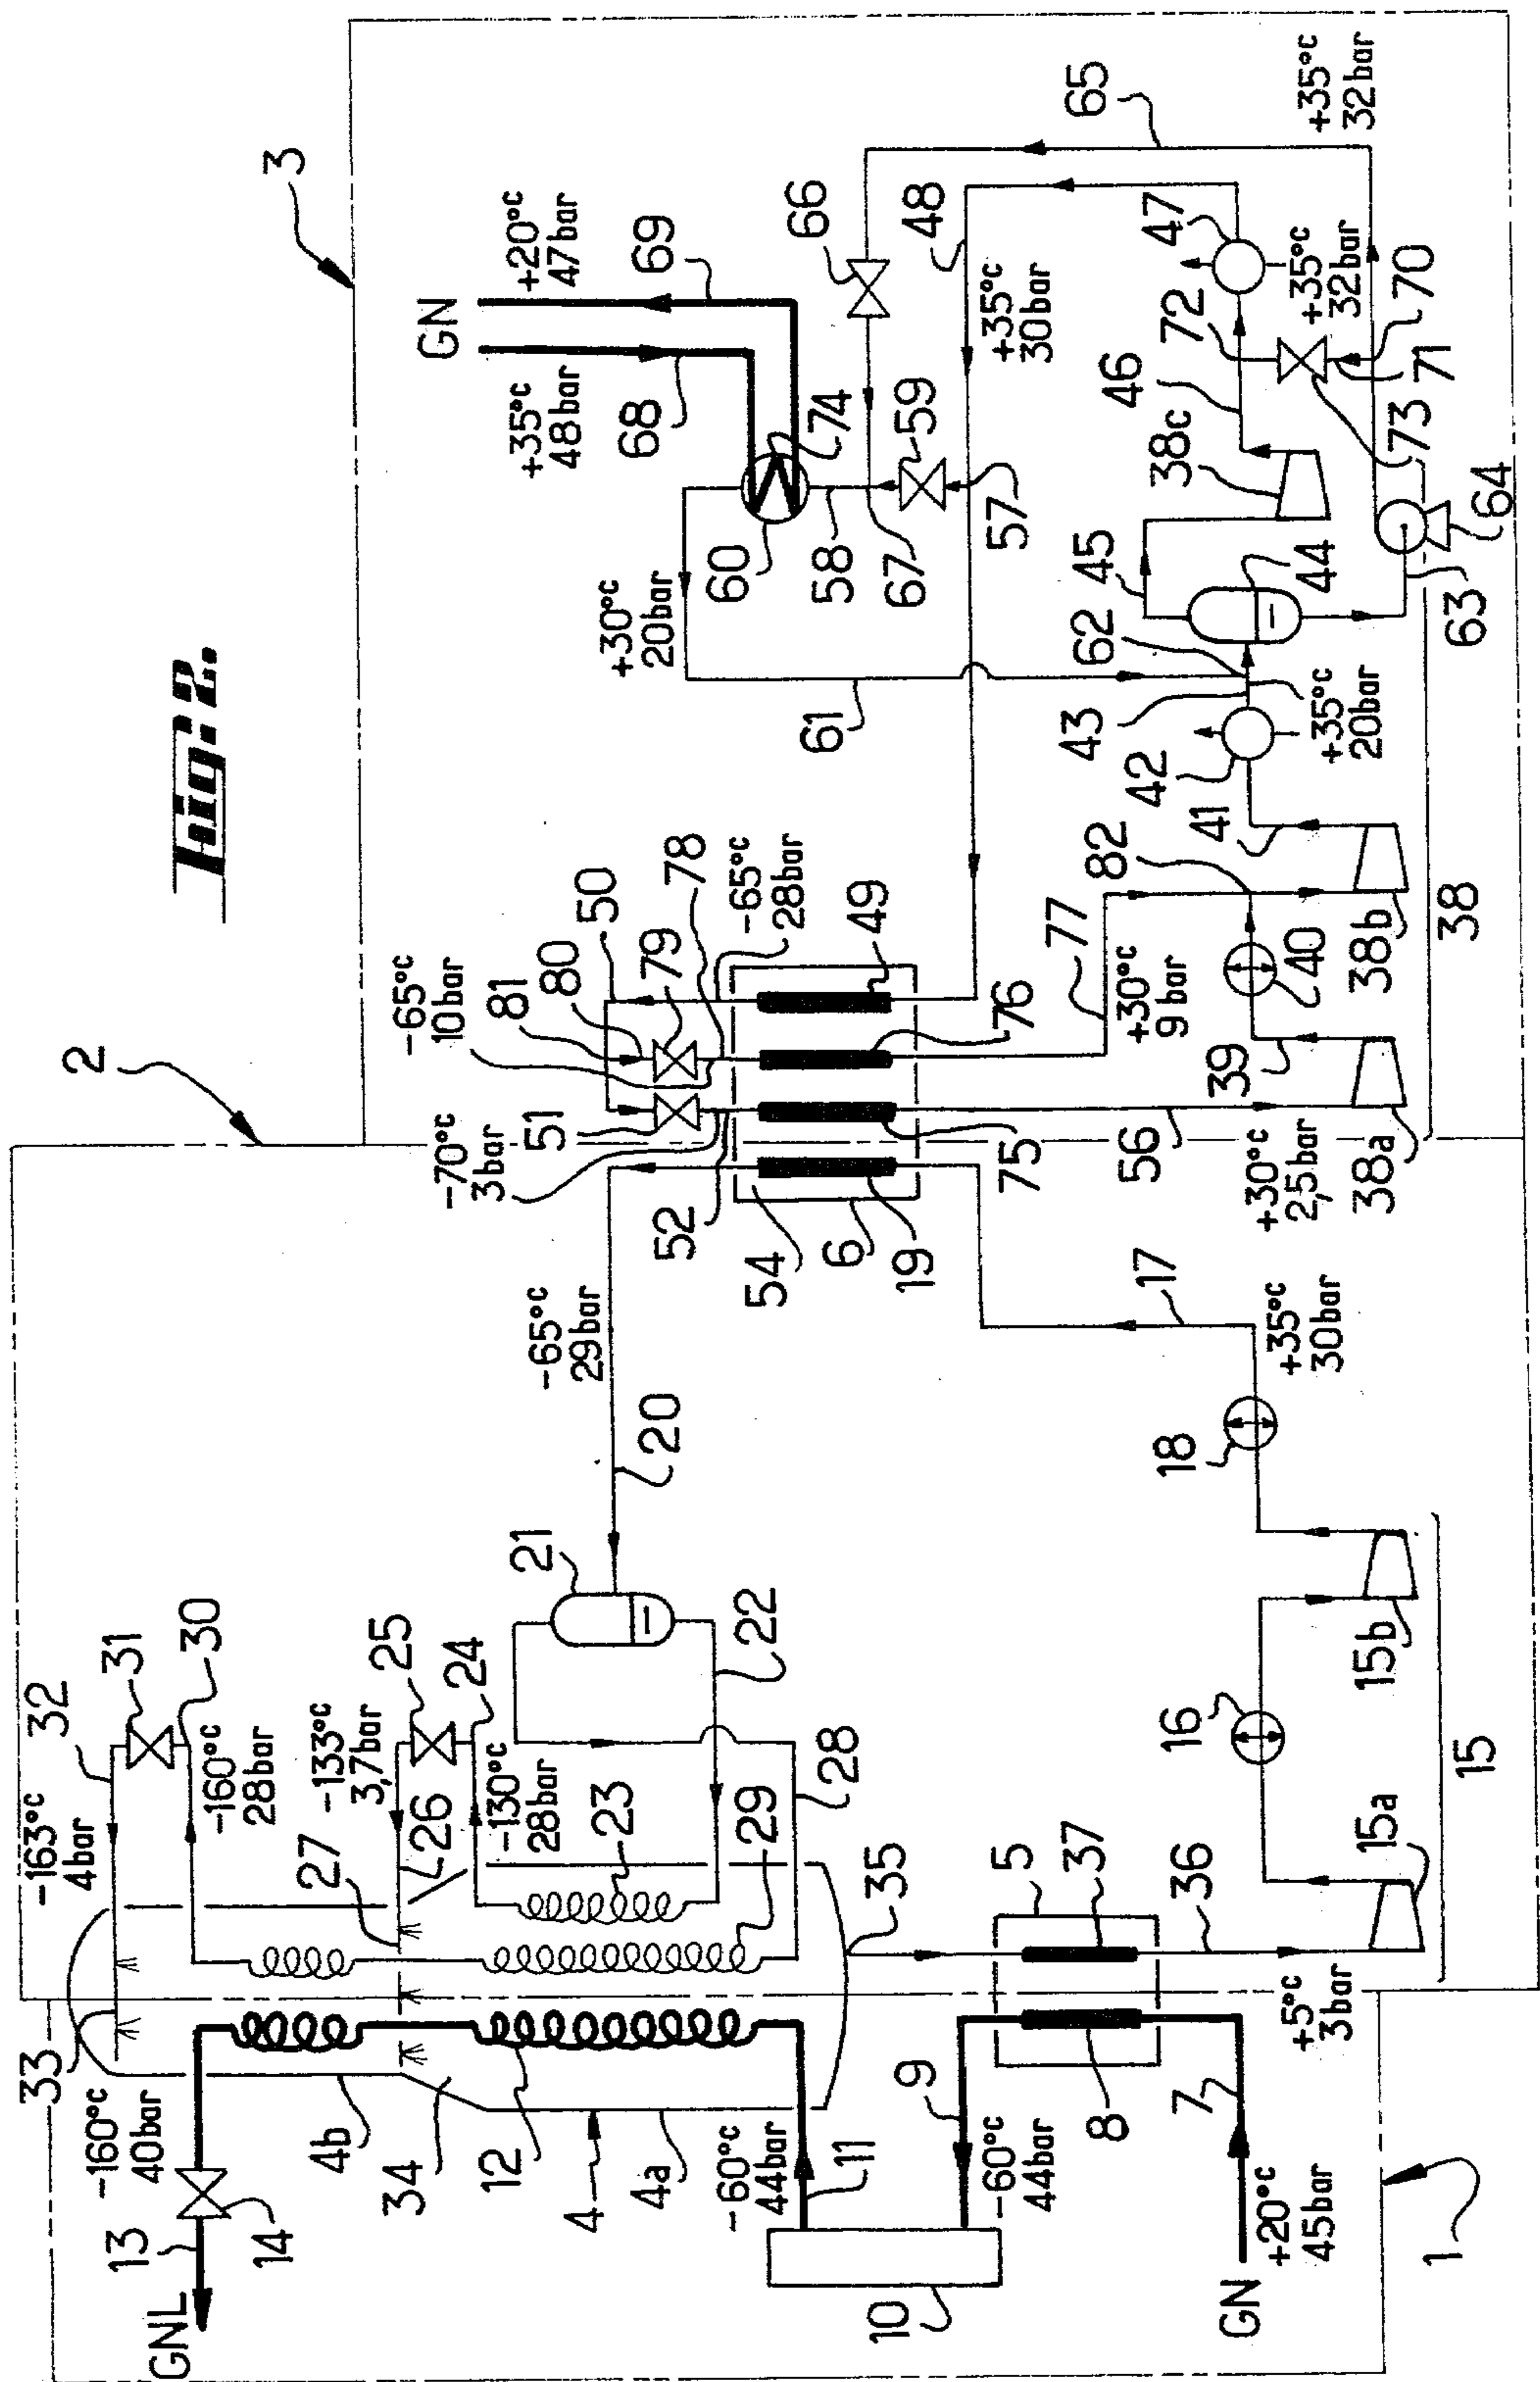 Fig:2.
2
3
1
GNL
13
14
-160°C
40bar
33
-163°C
4bar
32
31
30
-160°C
28bar
4b
34
12
4
4a
27
-133°C
3,7bar
26
25
24
-130°C
28bar
23
29
28
22
21
20
-65°C
29bar
-60°C
44bar
11
10
9
-60°C
44bar
GN
+20°C
45bar
7
8
5
37
35
36
+5°C
3bar
15a
16
15b
15
18
+35°C
30bar
17
54
6
19
52
-70°C
3bar
51
-65°C
10bar
81
80
50
79
78
-65°C
28bar
49
76
75
56
+30°C
2,5bar
38a
39
40
+30°C
9bar
77
82
38b
38
41
42
43
+35°C
20bar
62
61
+30°C
20bar
60
58
67
57
59
74
+35°C
48bar
68
GN
+20°C
47bar
69
66
48
+35°C
30bar
45
44
63
64
38c
46
73
72
71
70
47
+35°C
32bar
65
+35°C
32bar